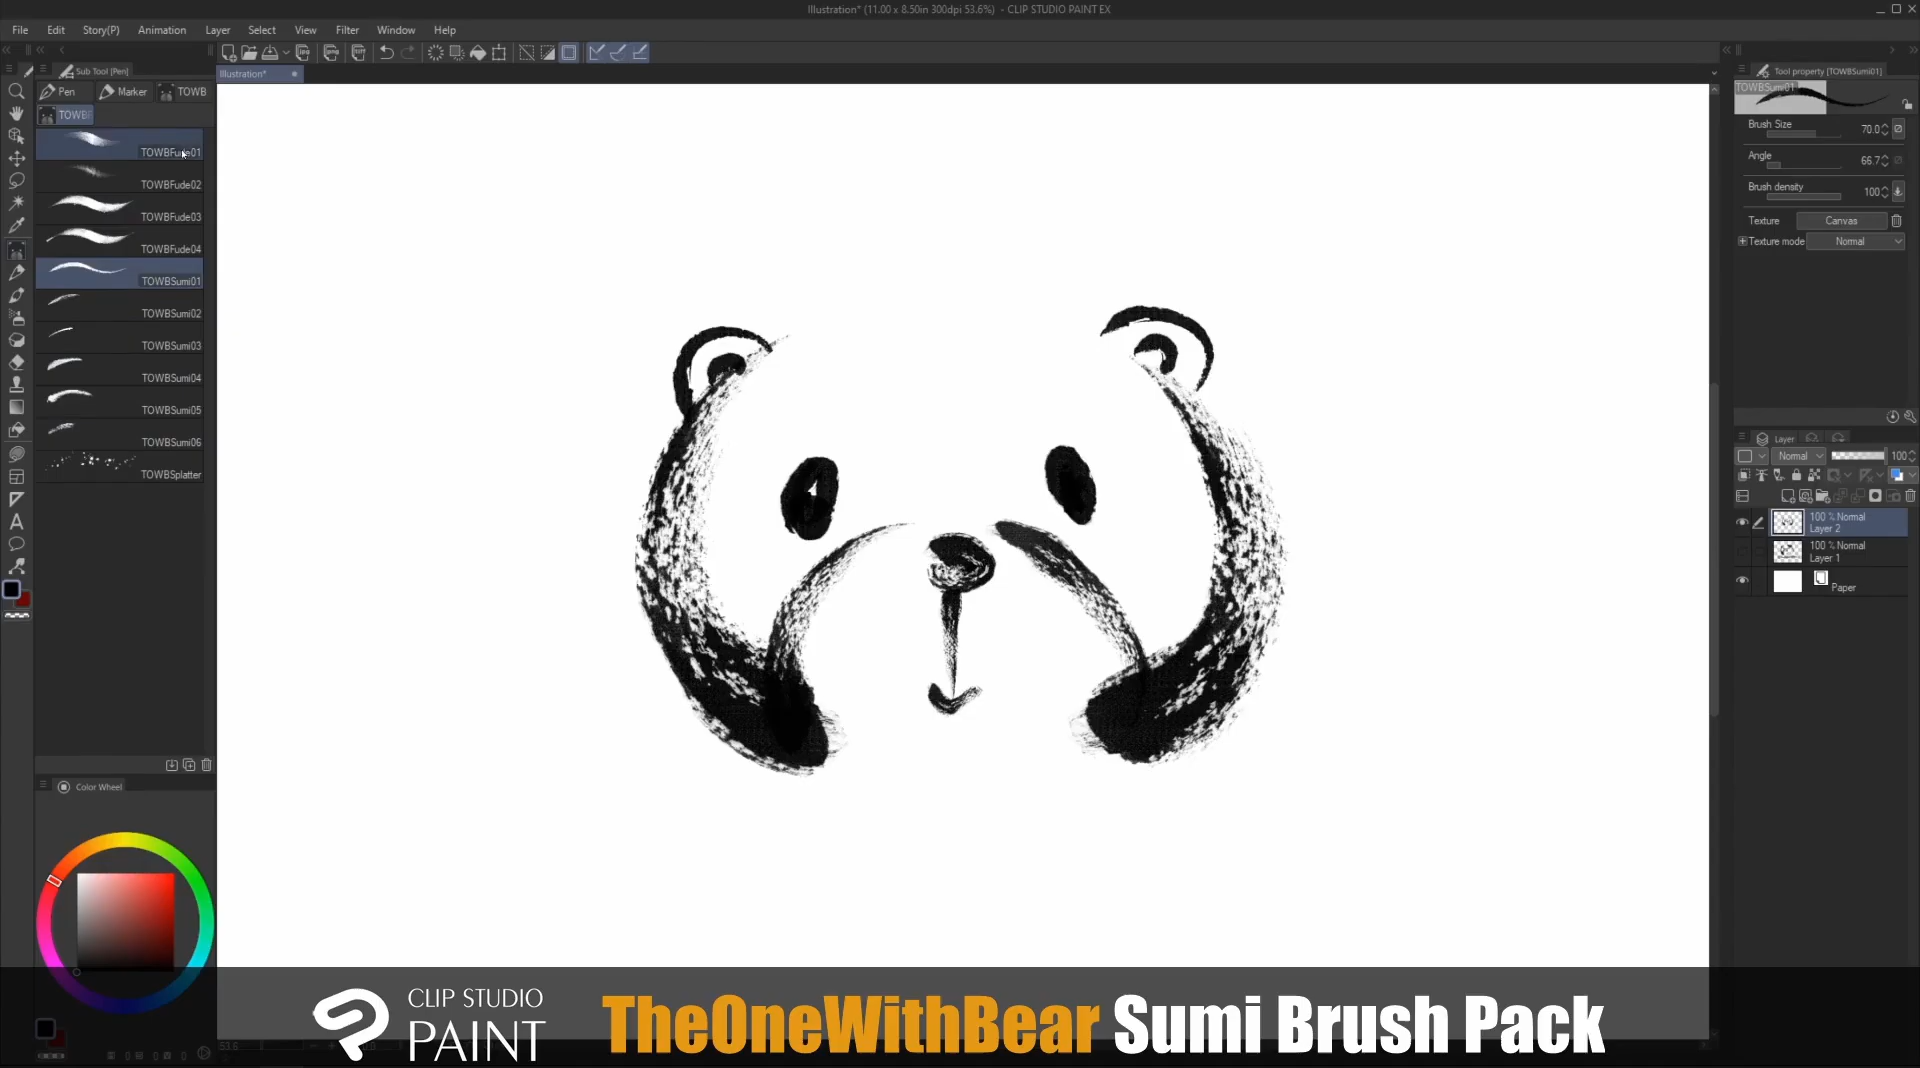 Illustration* (11.00 x 8.50in 300dpi 53.6%) - CLIP STUDIO PAINT EX
File Edit Story(P) Animation Layer Select View Filter Window Help
Sub Tool [Pen]
Illustration*
Tool property [TOWBSumi01]
Pen Marker TOWB
TOWBF
TOWBSumi01
TOWBFude01
TOWBFude02
TOWBFude03
TOWBFude04
TOWBSumi01
TOWBSumi02
TOWBSumi03
TOWBSumi04
TOWBSumi05
TOWBSumi06
TOWBSplatter
Brush Size 70.0
Angle 66.7
Brush density 100
Texture Canvas
Texture mode Normal
Layer
Normal 100
100 % Normal
Layer 2
100 % Normal
Layer 1
Paper
Color Wheel
CLIP STUDIO
PAINT
TheOneWithBear Sumi Brush Pack